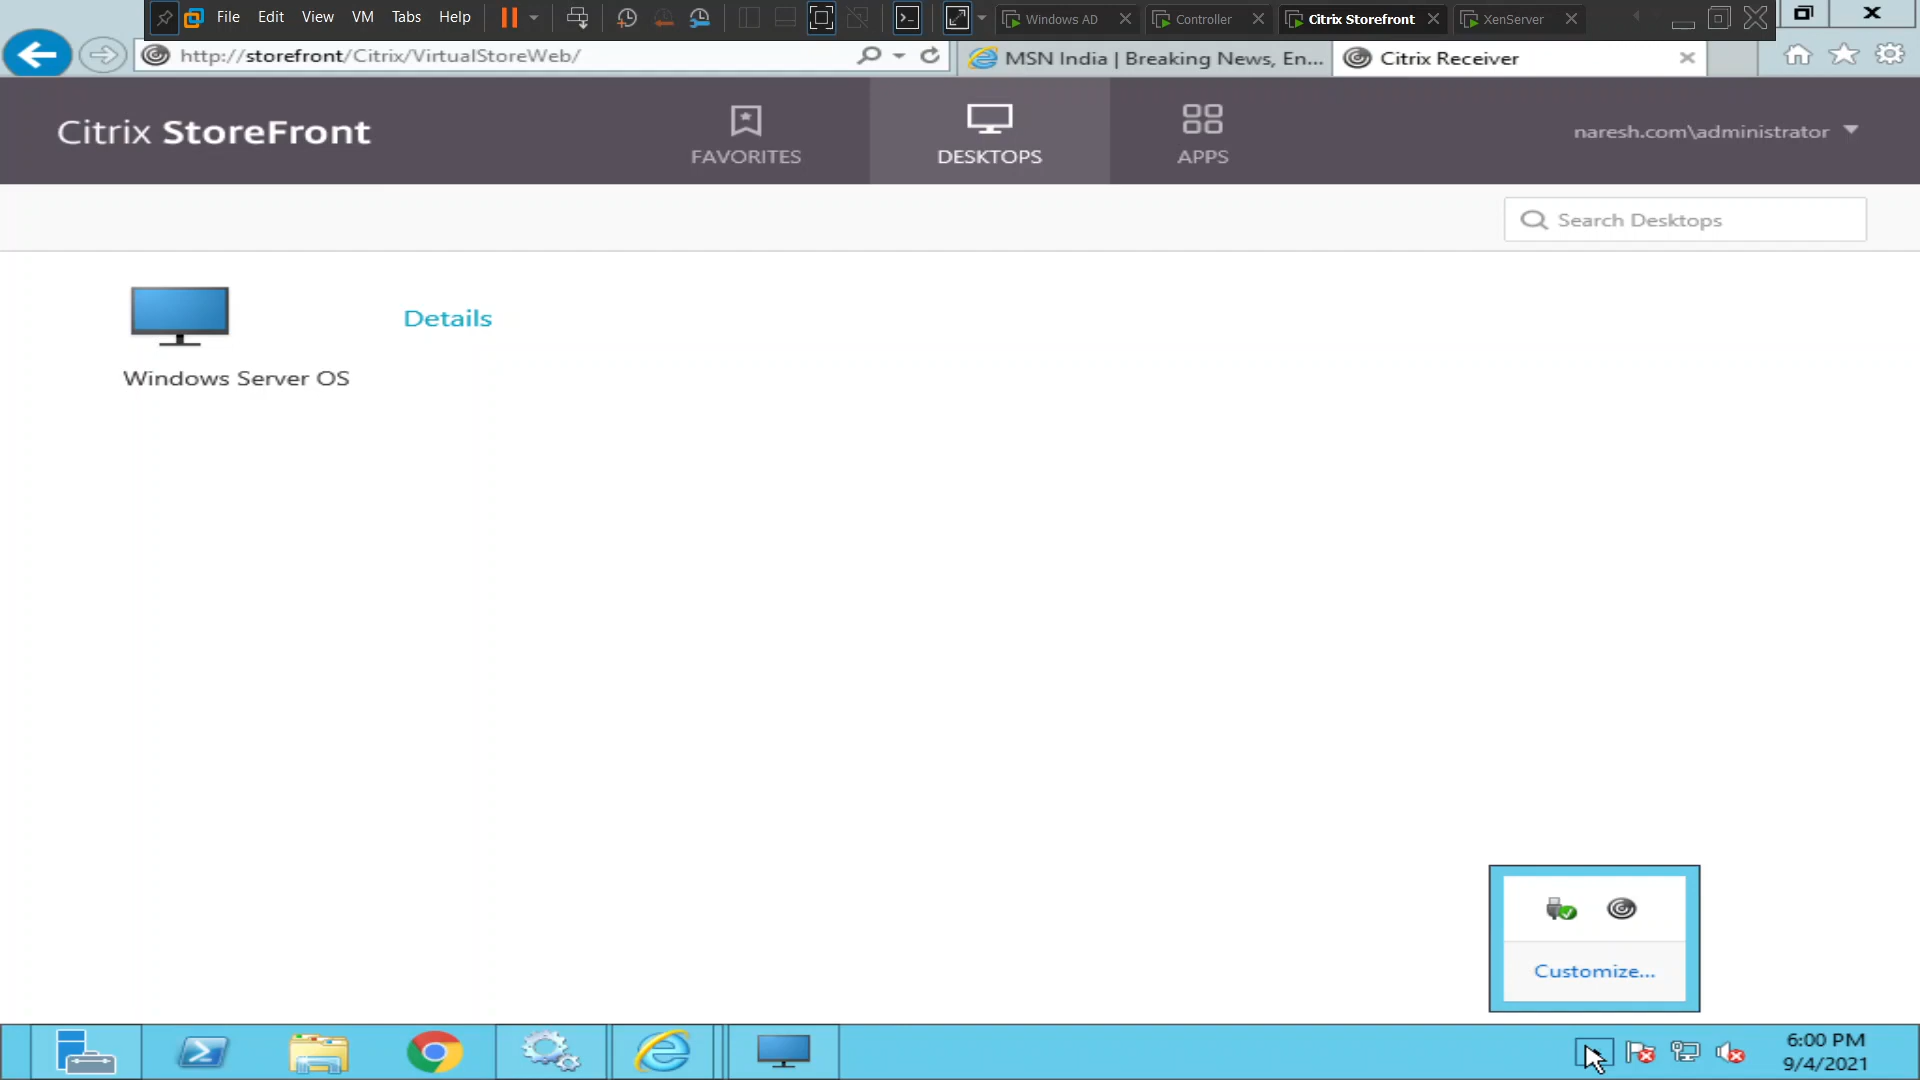 File Edit View VM Tabs Help Windows AD Controller Citrix Storefront XenServer
http://storefront/Citrix/VirtualStoreWeb/ MSN India | Breaking News, En... Citrix Receiver
Citrix StoreFront FAVORITES DESKTOPS APPS naresh.com\administrator
Search Desktops
Details
Windows Server OS
Customize...
6:00 PM
9/4/2021